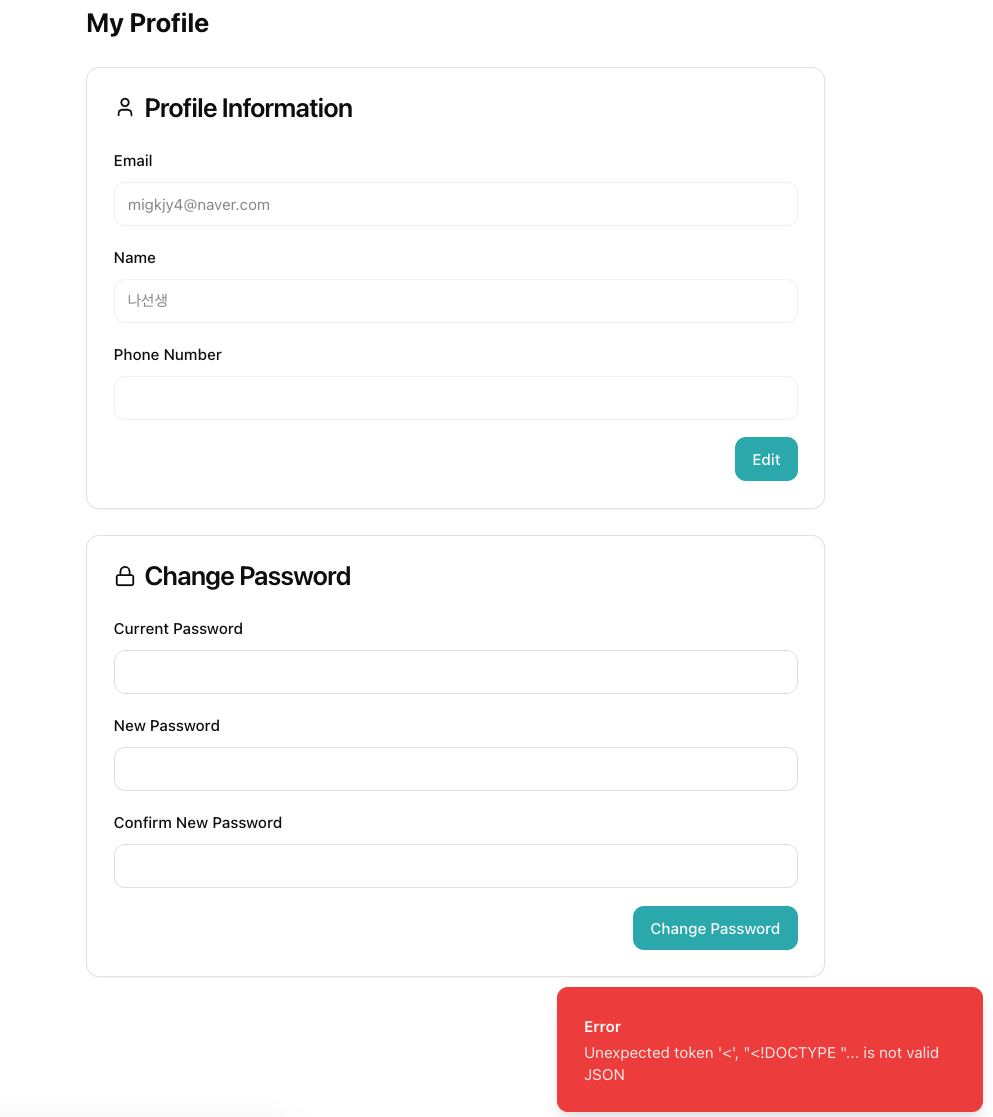 My Profile
Profile Information
Email
migkjy4@naver.com
Name
나선생
Phone Number
Edit
Change Password
Current Password
New Password
Confirm New Password
Change Password
Error
Unexpected token '<', "<!DOCTYPE "... is not valid
JSON